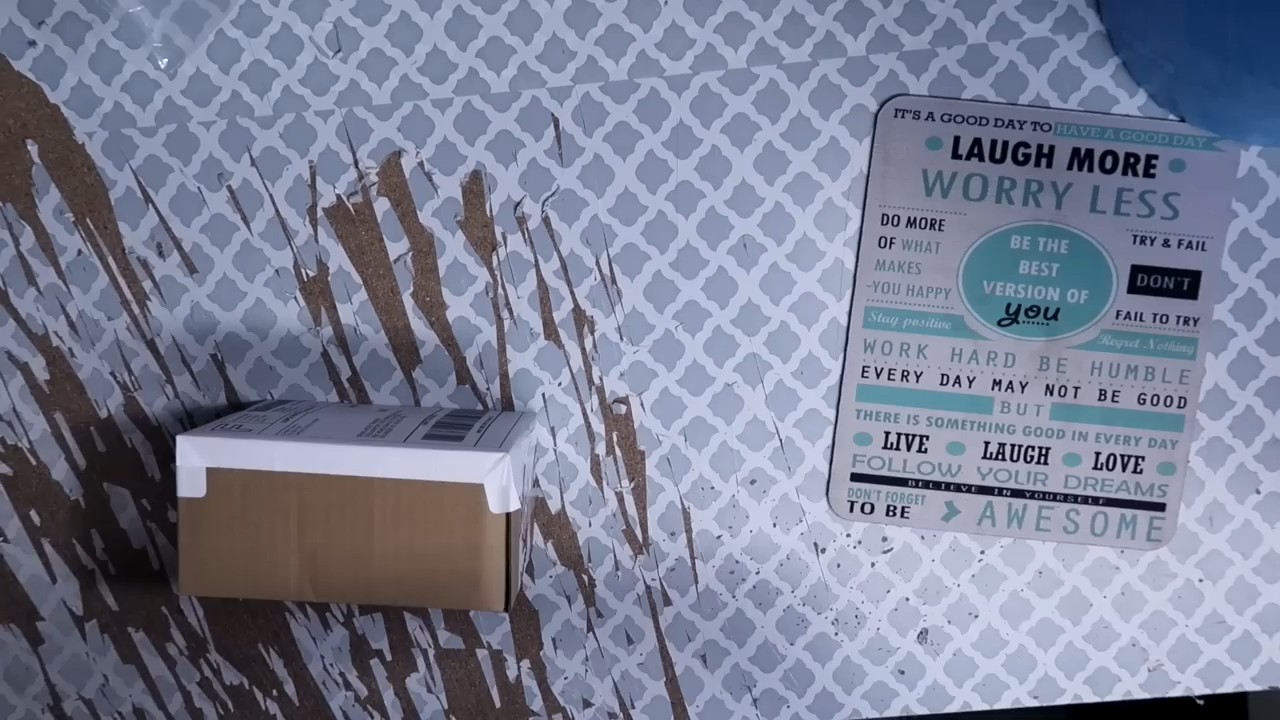 IT'S A GOOD DAY TO HAVE A GOOD DAY
LAUGH MORE
WORRY LESS
DO MORE
OF WHAT
MAKES
-YOU HAPPY
BE THE
BEST
VERSION OF
you
TRY & FAIL
DON'T
FAIL TO TRY
Stay positive
Regret Nothing
WORK HARD BE HUMBLE
EVERY DAY MAY NOT BE GOOD
BUT
THERE IS SOMETHING GOOD IN EVERY DAY
LIVE LAUGH LOVE
FOLLOW YOUR DREAMS
BELIEVE IN YOURSELF
DON'T FORGET
TO BE
AWESOME